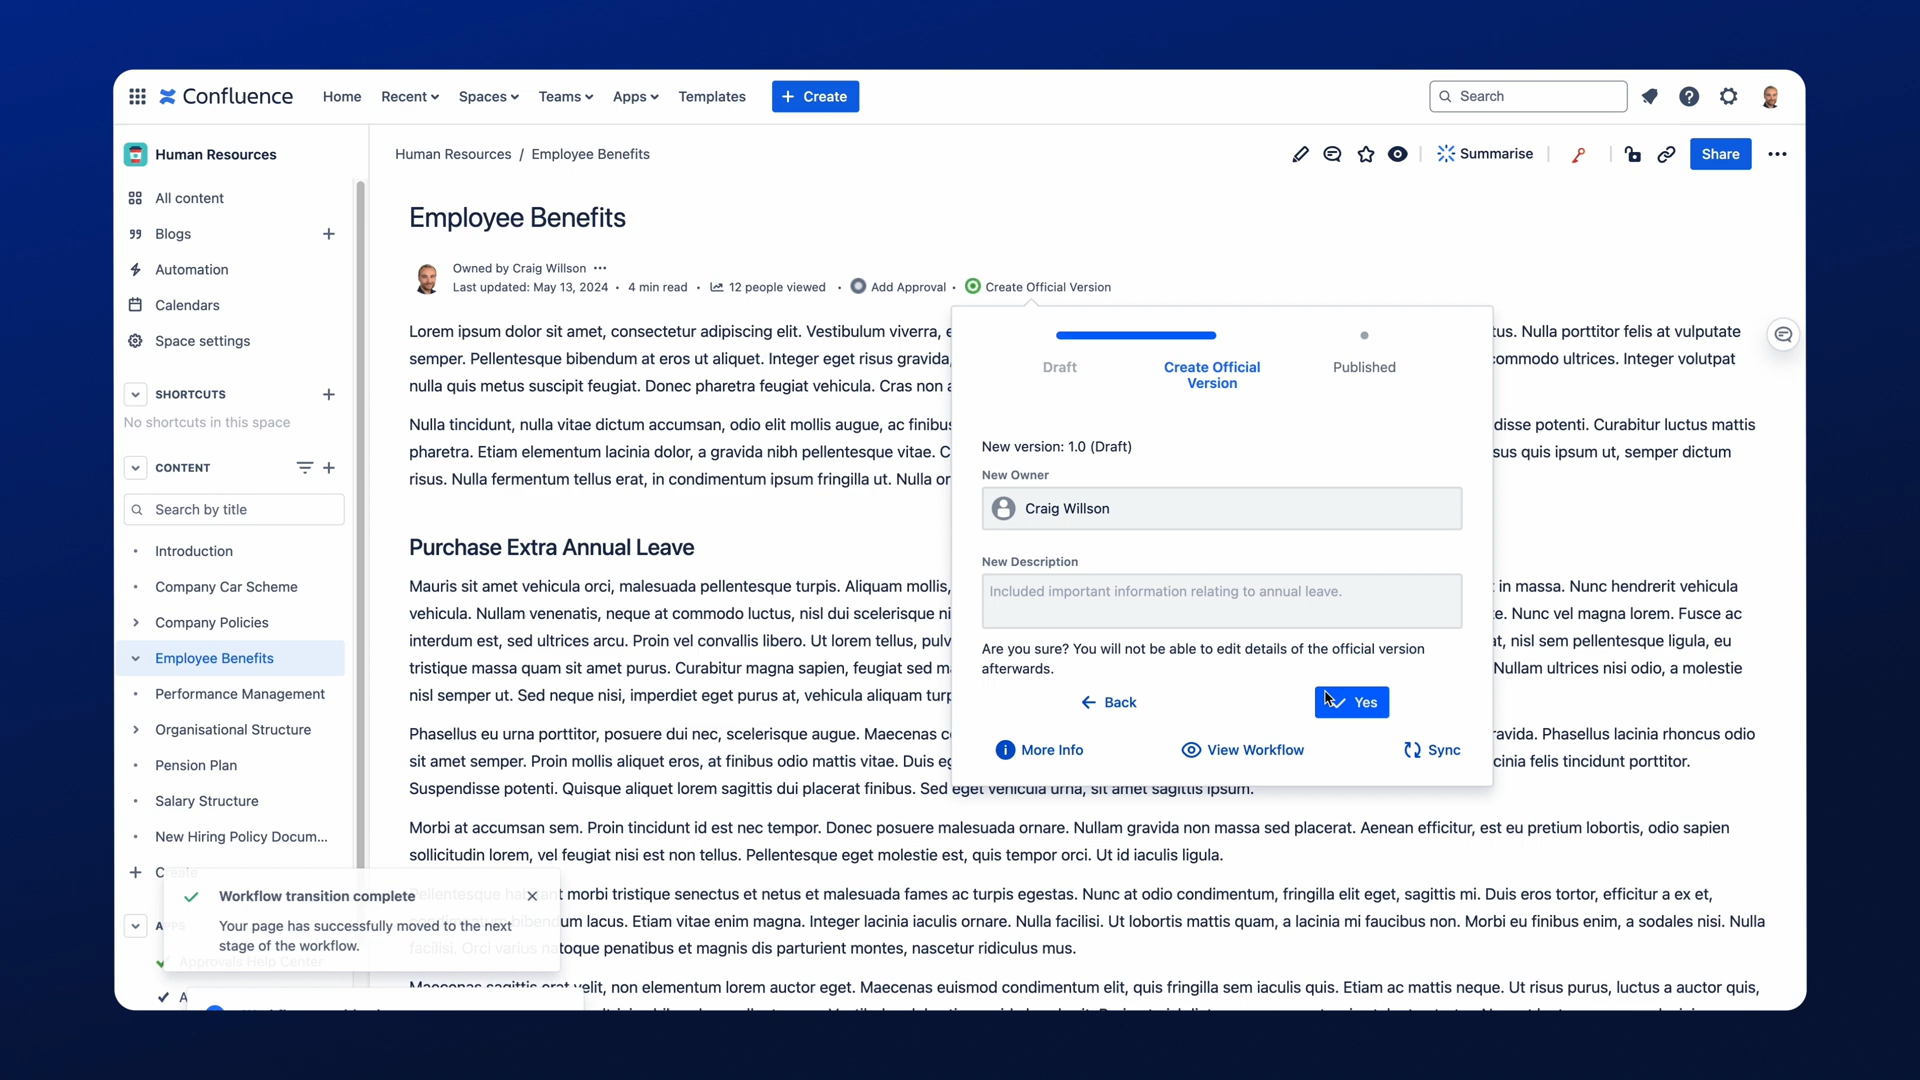 Confluence
Home
Recent
Spaces
Teams
Apps
Templates
+ Create
Search
Human Resources
All content
Blogs
Automation
Calendars
Space settings
SHORTCUTS
No shortcuts in this space
CONTENT
Search by title
Introduction
Company Car Scheme
Company Policies
Employee Benefits
Performance Management
Organisational Structure
Pension Plan
Salary Structure
New Hiring Policy Docum...
Create
APPS
Approvals Help Center
Human Resources / Employee Benefits
Summarise
Share
Employee Benefits
Owned by Craig Willson •••
Last updated: May 13, 2024 • 4 min read • 12 people viewed • Add Approval • Create Official Version
Lorem ipsum dolor sit amet, consectetur adipiscing elit. Vestibulum viverra, tus. Nulla porttitor felis at vulputate
semper. Pellentesque bibendum at eros ut aliquet. Integer eget risus gravida, commodo ultrices. Integer volutpat
nulla quis metus suscipit feugiat. Donec pharetra feugiat vehicula. Cras non
Nulla tincidunt, nulla vitae dictum accumsan, odio elit mollis augue, ac finibus disse potenti. Curabitur luctus mattis
pharetra. Etiam elementum lacinia dolor, a gravida nibh pellentesque vitae. sus quis ipsum ut, semper dictum
risus. Nulla fermentum tellus erat, in condimentum ipsum fringilla ut. Nulla
Purchase Extra Annual Leave
Mauris sit amet vehicula orci, malesuada pellentesque turpis. Aliquam mollis, in massa. Nunc hendrerit vehicula
vehicula. Nullam venenatis, neque at commodo luctus, nisl dui scelerisque e. Nunc vel magna lorem. Fusce ac
interdum est, sed ultrices arcu. Proin vel convallis libero. Ut lorem tellus, pulv at, nisl sem pellentesque ligula, eu
tristique massa quam sit amet purus. Curabitur magna sapien, feugiat sed Nullam ultrices nisi odio, a molestie
nisl semper ut. Sed neque nisi, imperdiet eget purus at, vehicula aliquam
Phasellus eu urna porttitor, posuere dui nec, scelerisque augue. Maecenas ravida. Phasellus lacinia rhoncus odio
sit amet semper. Proin mollis aliquet eros, at finibus odio mattis vitae. Duis cinia felis tincidunt porttitor.
Suspendisse potenti. Quisque aliquet lorem sagittis dui placerat finibus. Sed eget vehicula urna, sit amet sagittis ipsum.
Morbi at accumsan sem. Proin tincidunt id est nec tempor. Donec posuere malesuada ornare. Nullam gravida non massa sed placerat. Aenean efficitur, est eu pretium lobortis, odio sapien
sollicitudin lorem, vel feugiat nisi est non tellus. Pellentesque eget molestie est, quis tempor orci. Ut id iaculis ligula.
Pellentesque habitant morbi tristique senectus et netus et malesuada fames ac turpis egestas. Nunc at odio condimentum, fringilla elit eget, sagittis mi. Duis eros tortor, efficitur a ex et,
condimentum bibendum lacus. Etiam vitae enim magna. Integer lacinia iaculis ornare. Nulla facilisi. Ut lobortis mattis quam, a lacinia mi faucibus non. Morbi eu finibus enim, a sodales nisi. Nulla
facilisi. Orci varius natoque penatibus et magnis dis parturient montes, nascetur ridiculus mus.
Maecenas sagittis erat velit, non elementum lorem auctor eget. Maecenas euismod condimentum elit, quis fringilla sem iaculis quis. Etiam ac mattis neque. Ut risus purus, luctus a auctor quis,
Draft
Create Official
Version
Published
New version: 1.0 (Draft)
New Owner
Craig Willson
New Description
Included important information relating to annual leave.
Are you sure? You will not be able to edit details of the official version
afterwards.
Back
Yes
More Info
View Workflow
Sync
Workflow transition complete
Your page has successfully moved to the next
stage of the workflow.